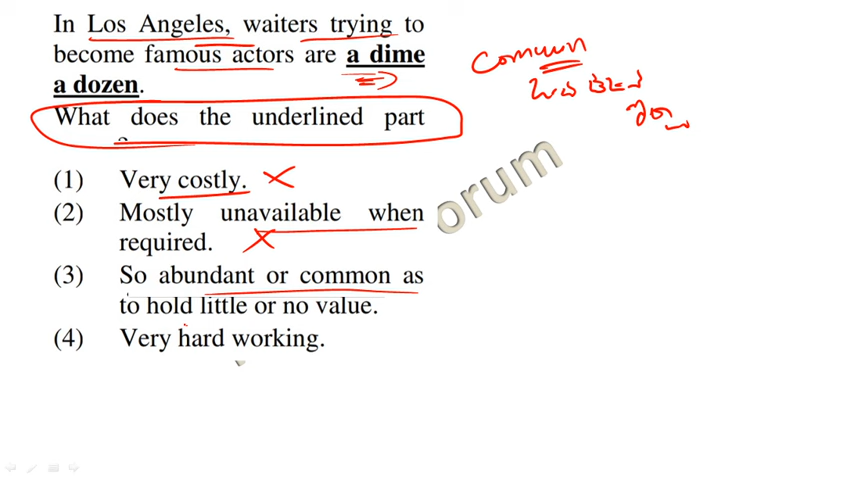 In Los Angeles, waiters trying to
become famous actors are a dime
a dozen.
What does the underlined part
(1) Very costly.
(2) Mostly unavailable when
required.
(3) So abundant or common as
to hold little or no value.
(4) Very hard working.
common
orum